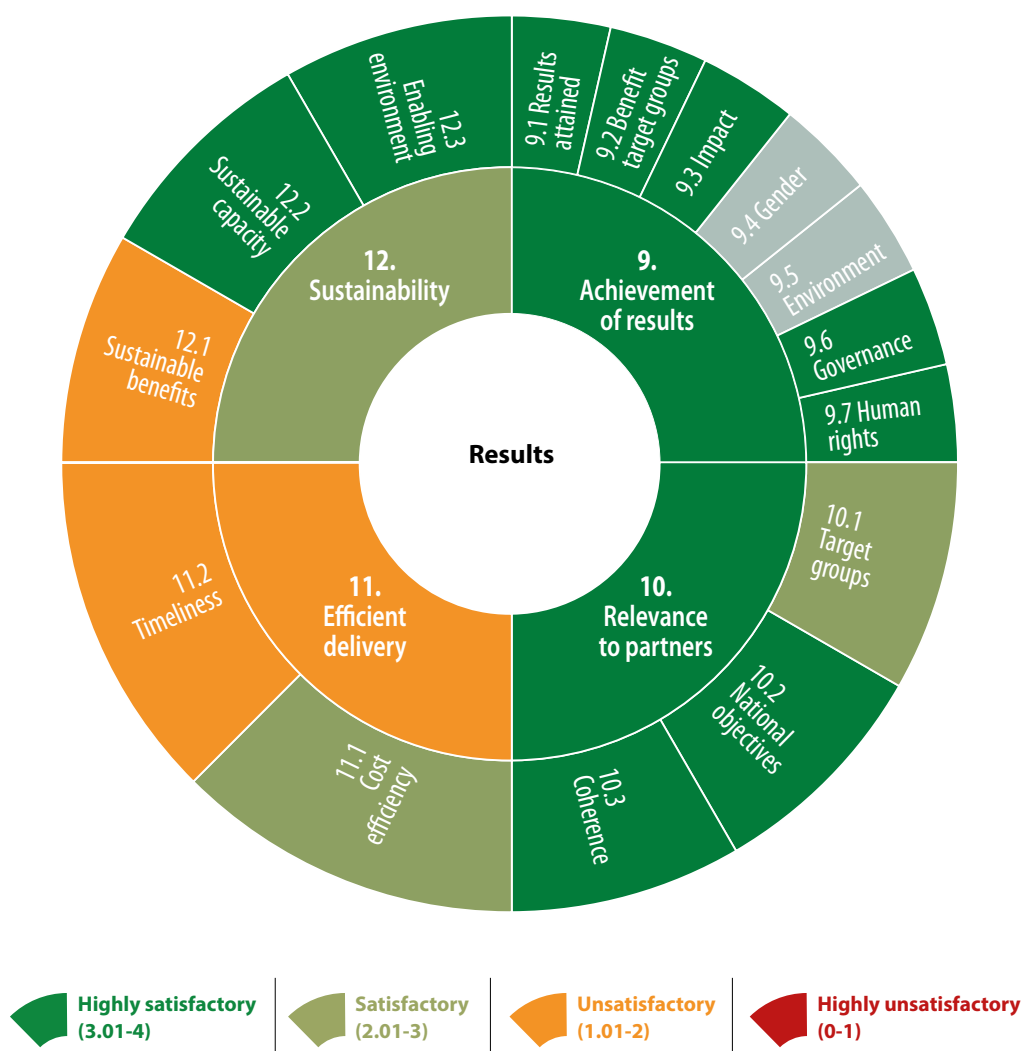 Results
9.
Achievement
of results
9.1 Results
attained
9.2 Benefit
target groups
9.3 Impact
9.4 Gender
9.5
Environment
9.6
Governance
9.7 Human
rights
10.
Relevance
to partners
10.1
Target
groups
10.2
National
objectives
10.3
Coherence
11.
Efficient
delivery
11.1 Cost
efficiency
11.2
Timeliness
12.
Sustainability
12.1
Sustainable
benefits
12.2
Sustainable
capacity
12.3
Enabling
environment
Highly satisfactory
(3.01-4)
Satisfactory
(2.01-3)
Unsatisfactory
(1.01-2)
Highly unsatisfactory
(0-1)